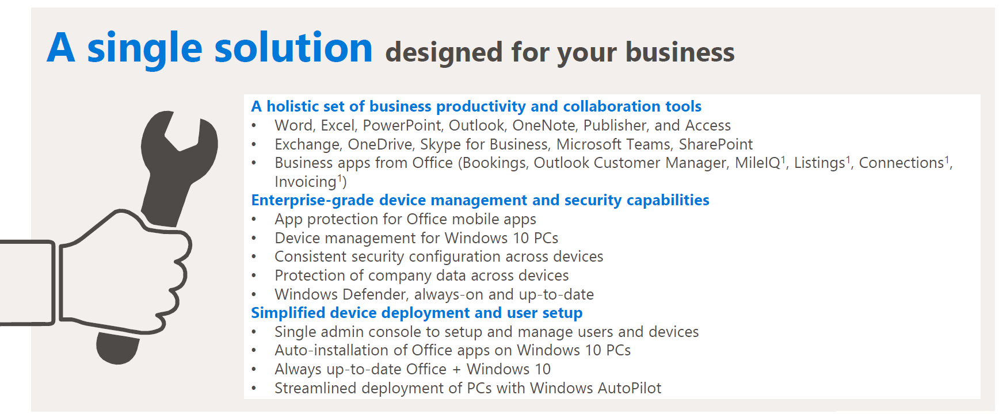 A single solution designed for your business
A holistic set of business productivity and collaboration tools
• Word, Excel, PowerPoint, Outlook, OneNote, Publisher, and Access
• Exchange, OneDrive, Skype for Business, Microsoft Teams, SharePoint
• Business apps from Office (Bookings, Outlook Customer Manager, MileIQ¹, Listings¹, Connections¹,
Invoicing¹)
Enterprise-grade device management and security capabilities
• App protection for Office mobile apps
• Device management for Windows 10 PCs
• Consistent security configuration across devices
• Protection of company data across devices
• Windows Defender, always-on and up-to-date
Simplified device deployment and user setup
• Single admin console to setup and manage users and devices
• Auto-installation of Office apps on Windows 10 PCs
• Always up-to-date Office + Windows 10
• Streamlined deployment of PCs with Windows AutoPilot